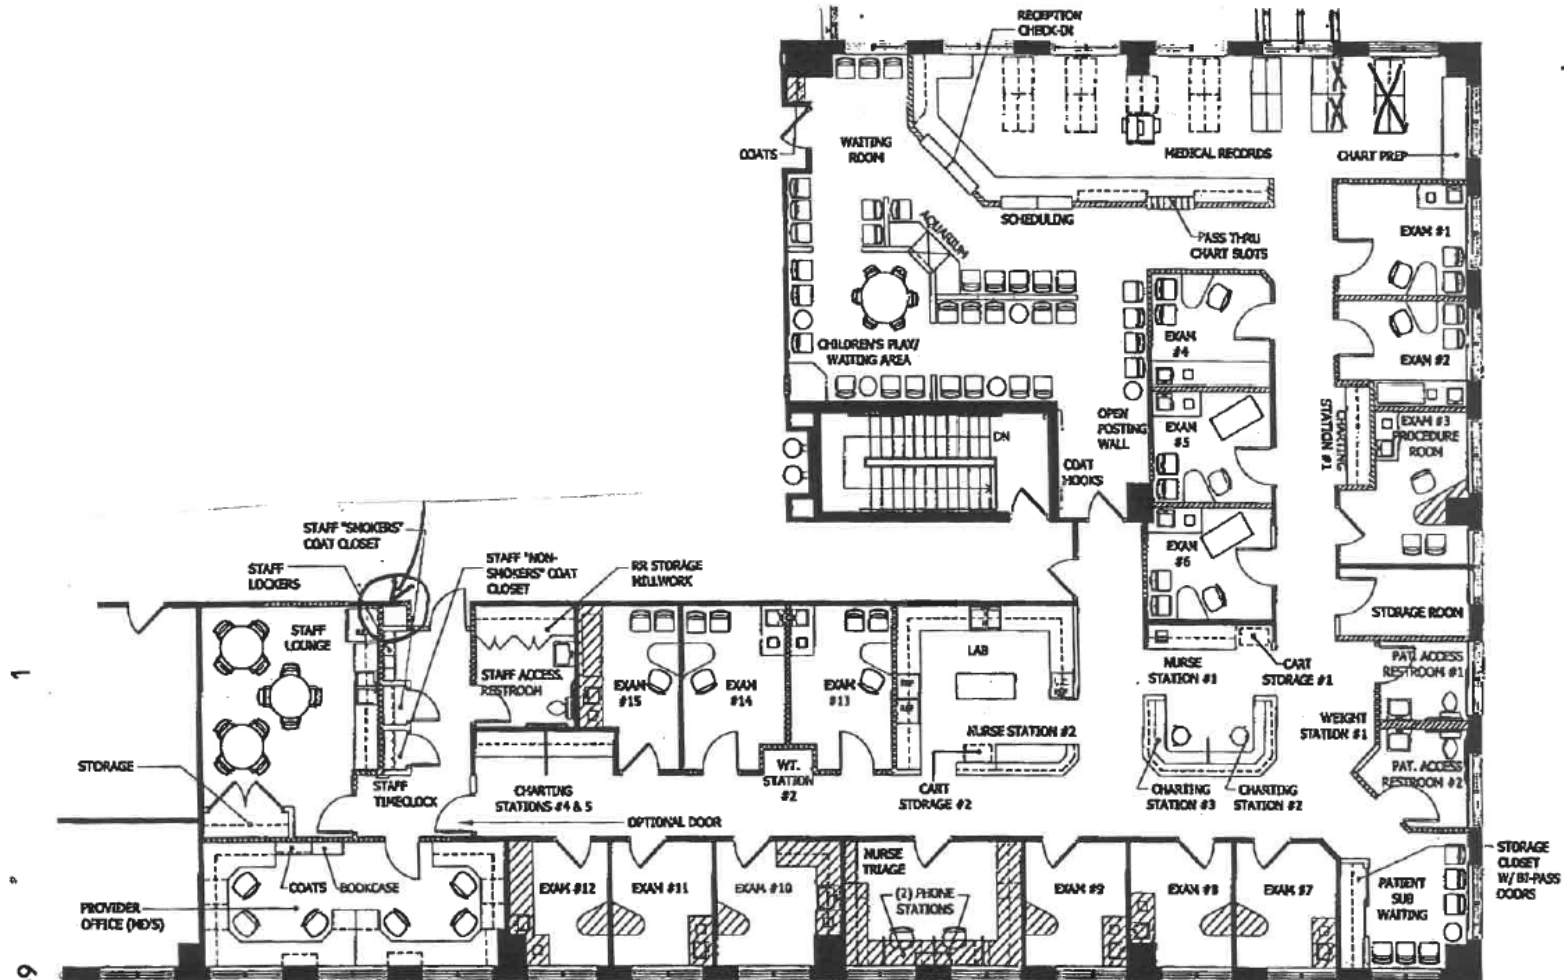 RECEPTION
CHECK-IN
COATS
WAITING
ROOM
MEDICAL RECORDS
CHART PREP
SCHEDULING
AQUARIUM
PASS THRU
CHART SLOTS
EXAM #1
EXAM
#4
EXAM #2
CHILDREN'S PLAY/
WAITING AREA
OPEN
POSTING
WALL
EXAM
#5
CHARTING
STATION #1
EXAM #3
PROCEDURE
ROOM
DN
COAT
HOOKS
EXAM
#6
STAFF "SMOKERS"
COAT CLOSET
STAFF "NON-
SMOKERS" COAT
CLOSET
RR STORAGE
MILLWORK
STAFF
LOCKERS
STORAGE ROOM
STAFF
LOUNGE
STAFF ACCESS.
RESTROOM
EXAM
#15
EXAM
#14
EXAM
#13
LAB
REF
REF
NURSE
STATION #1
CART
STORAGE #1
PAT. ACCESS
RESTROOM #1
WEIGHT
STATION #1
NURSE STATION #2
PAT. ACCESS
RESTROOM #2
STORAGE
STAFF
TIMECLOCK
CHARTING
STATIONS #4 & 5
WT.
STATION
#2
CART
STORAGE #2
CHARTING
STATION #3
CHARTING
STATION #2
OPTIONAL DOOR
COATS
BOOKCASE
PROVIDER
OFFICE (MD'S)
EXAM #12
EXAM #11
EXAM #10
NURSE
TRIAGE
(2) PHONE
STATIONS
EXAM #9
EXAM #8
EXAM #7
PATIENT
SUB
WAITING
STORAGE
CLOSET
W/ BI-PASS
DOORS
1
9